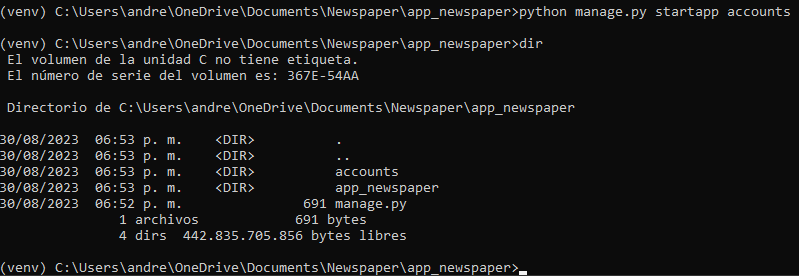 (venv) C:\Users\andre\OneDrive\Documents\Newspaper\app_newspaper>python manage.py startapp accounts
(venv) C:\Users\andre\OneDrive\Documents\Newspaper\app_newspaper>dir
El volumen de la unidad C no tiene etiqueta.
El número de serie del volumen es: 367E-54AA
Directorio de C:\Users\andre\OneDrive\Documents\Newspaper\app_newspaper
30/08/2023 06:53 p. m. <DIR> .
30/08/2023 06:53 p. m. <DIR> ..
30/08/2023 06:53 p. m. <DIR> accounts
30/08/2023 06:53 p. m. <DIR> app_newspaper
30/08/2023 06:52 p. m. 691 manage.py
1 archivos 691 bytes
4 dirs 442.835.705.856 bytes libres
(venv) C:\Users\andre\OneDrive\Documents\Newspaper\app_newspaper>